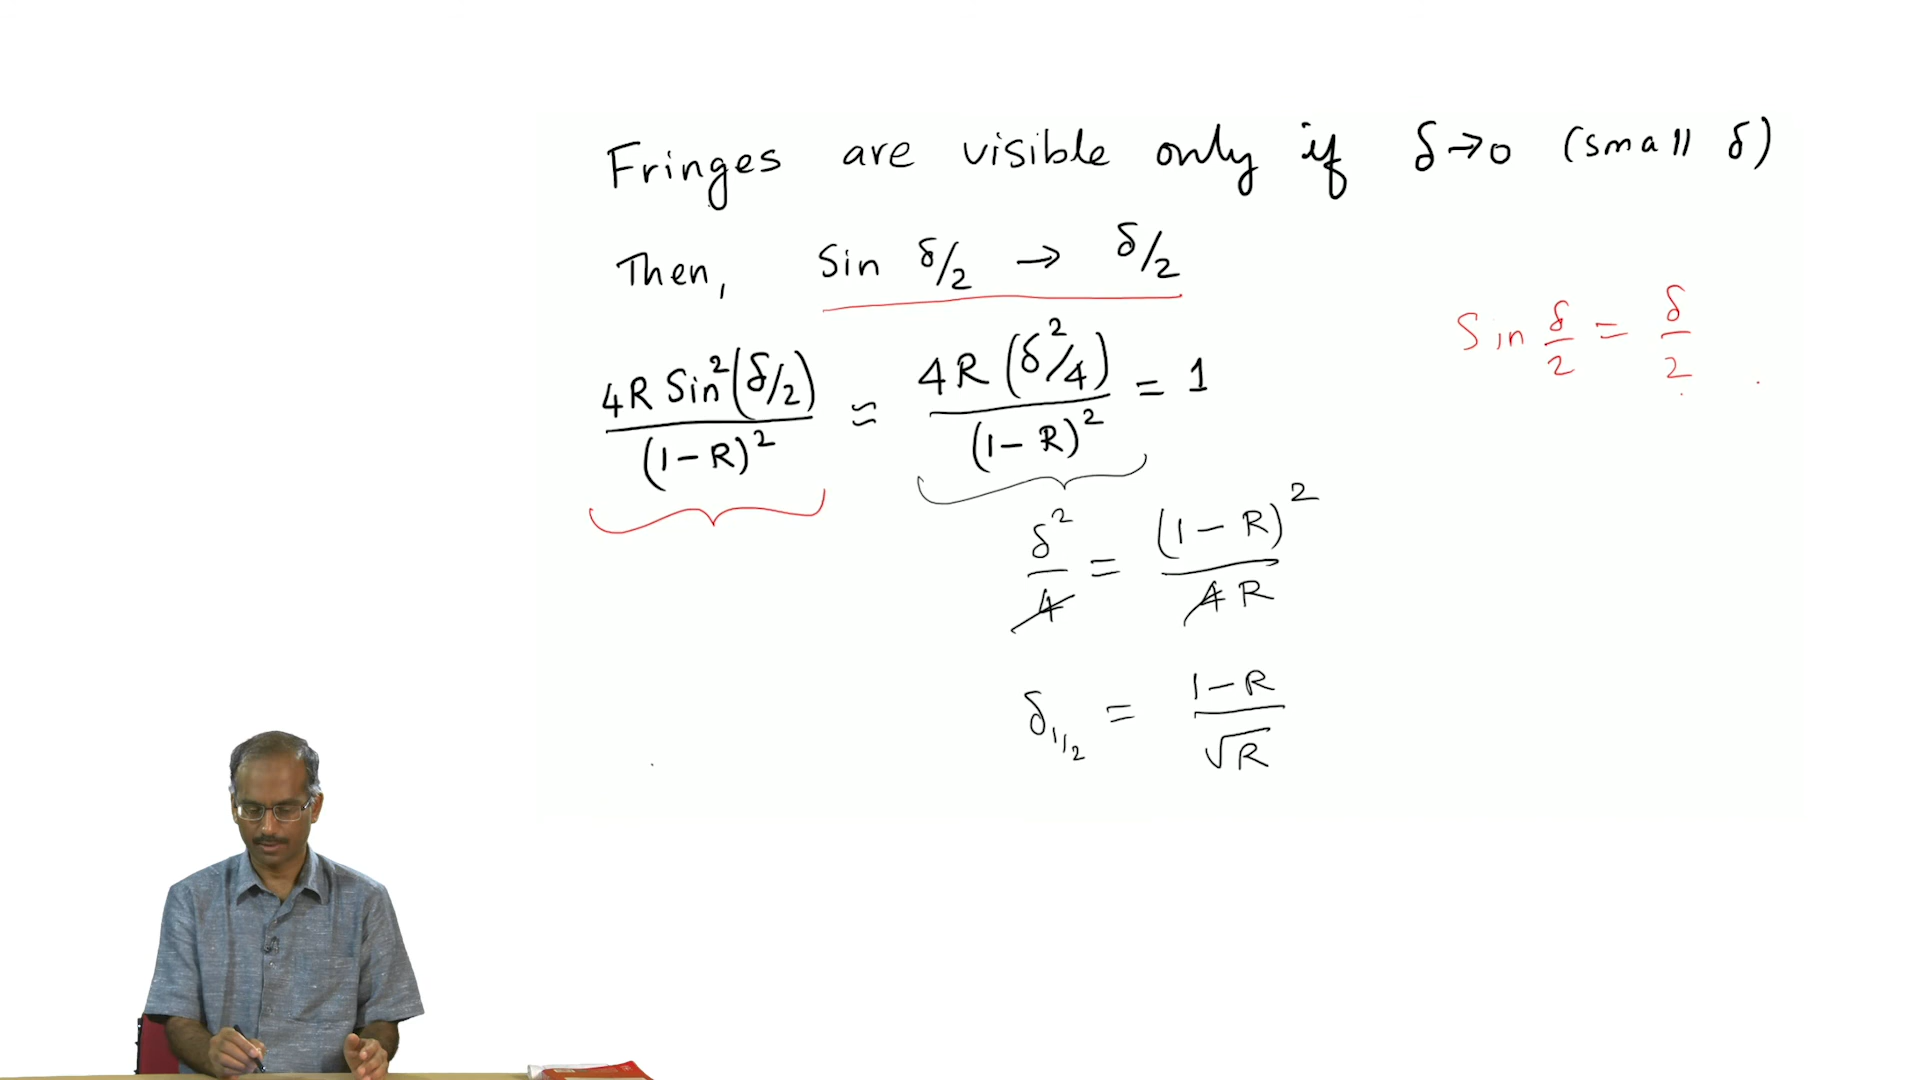 Fringes are visible only if δ→0 (small δ)
Then, Sin δ/2 → δ/2
Sin δ/2 = δ/2
4R Sin²(δ/2) / (1-R)² ≈ 4R (δ²/4) / (1-R)² = 1
δ²/4 = (1-R)²/4R
δ1/2 = 1-R/√R